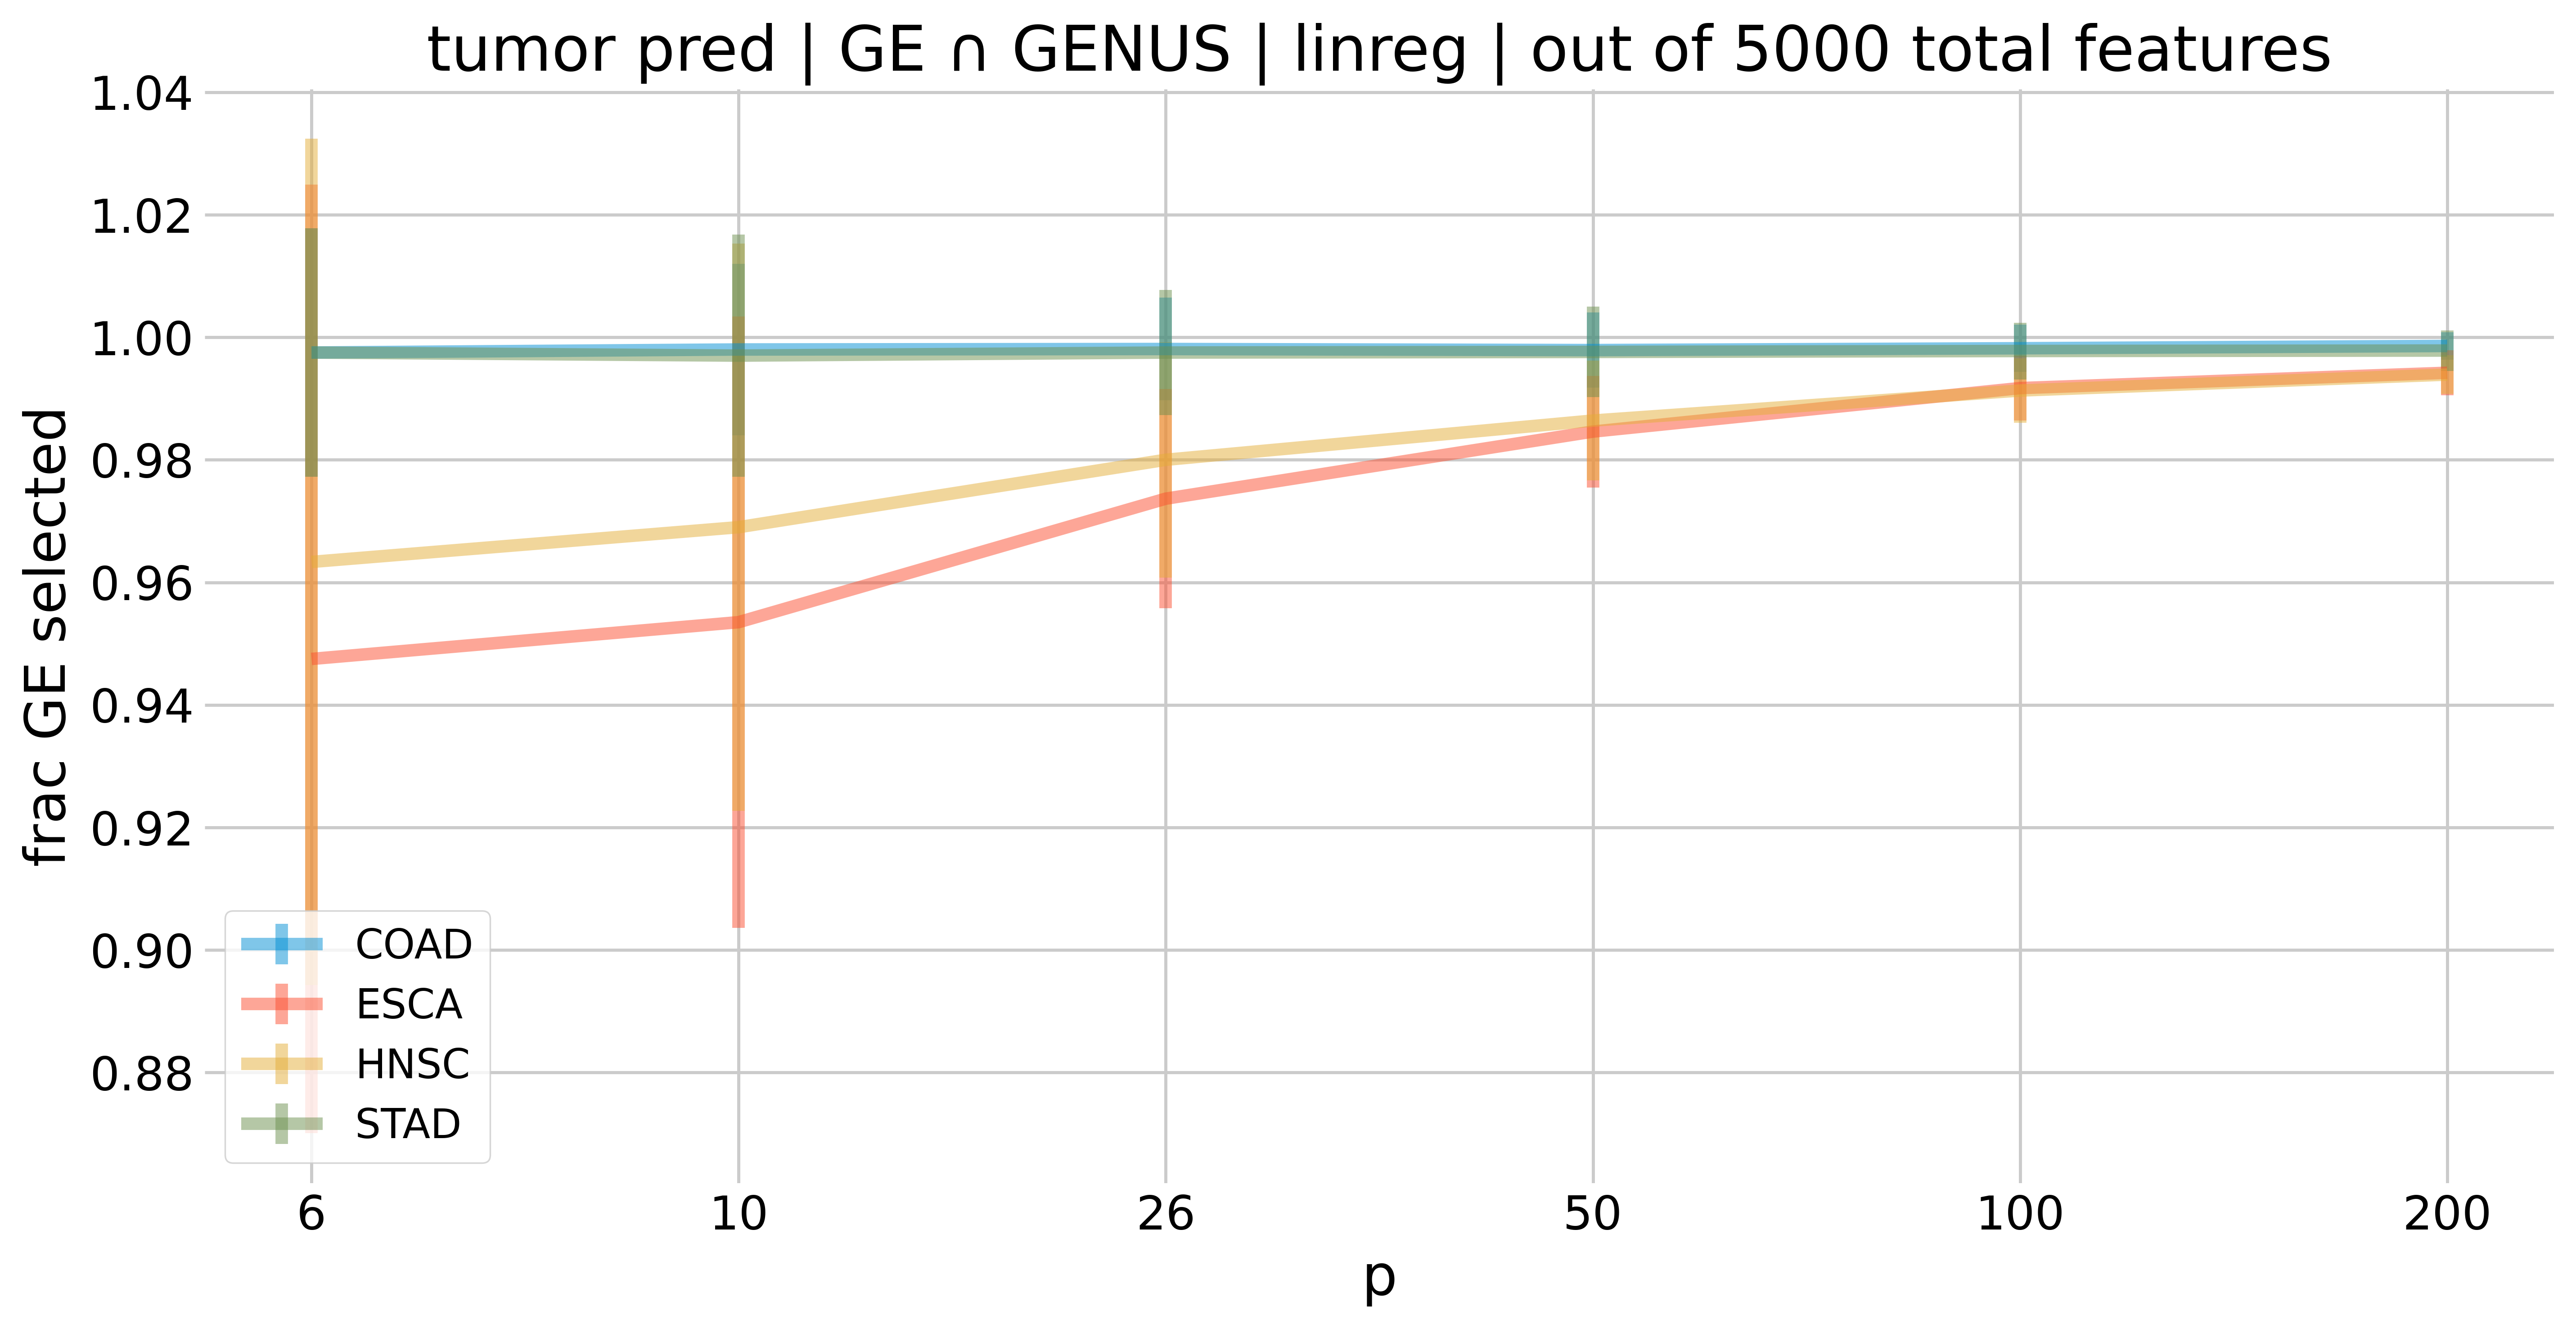 tumor pred | GE ∩ GENUS | linreg | out of 5000 total features
frac GE selected
1.04
1.02
1.00
0.98
0.96
0.94
0.92
0.90
0.88
COAD
ESCA
HNSC
STAD
6 10 26 50 100 200
p